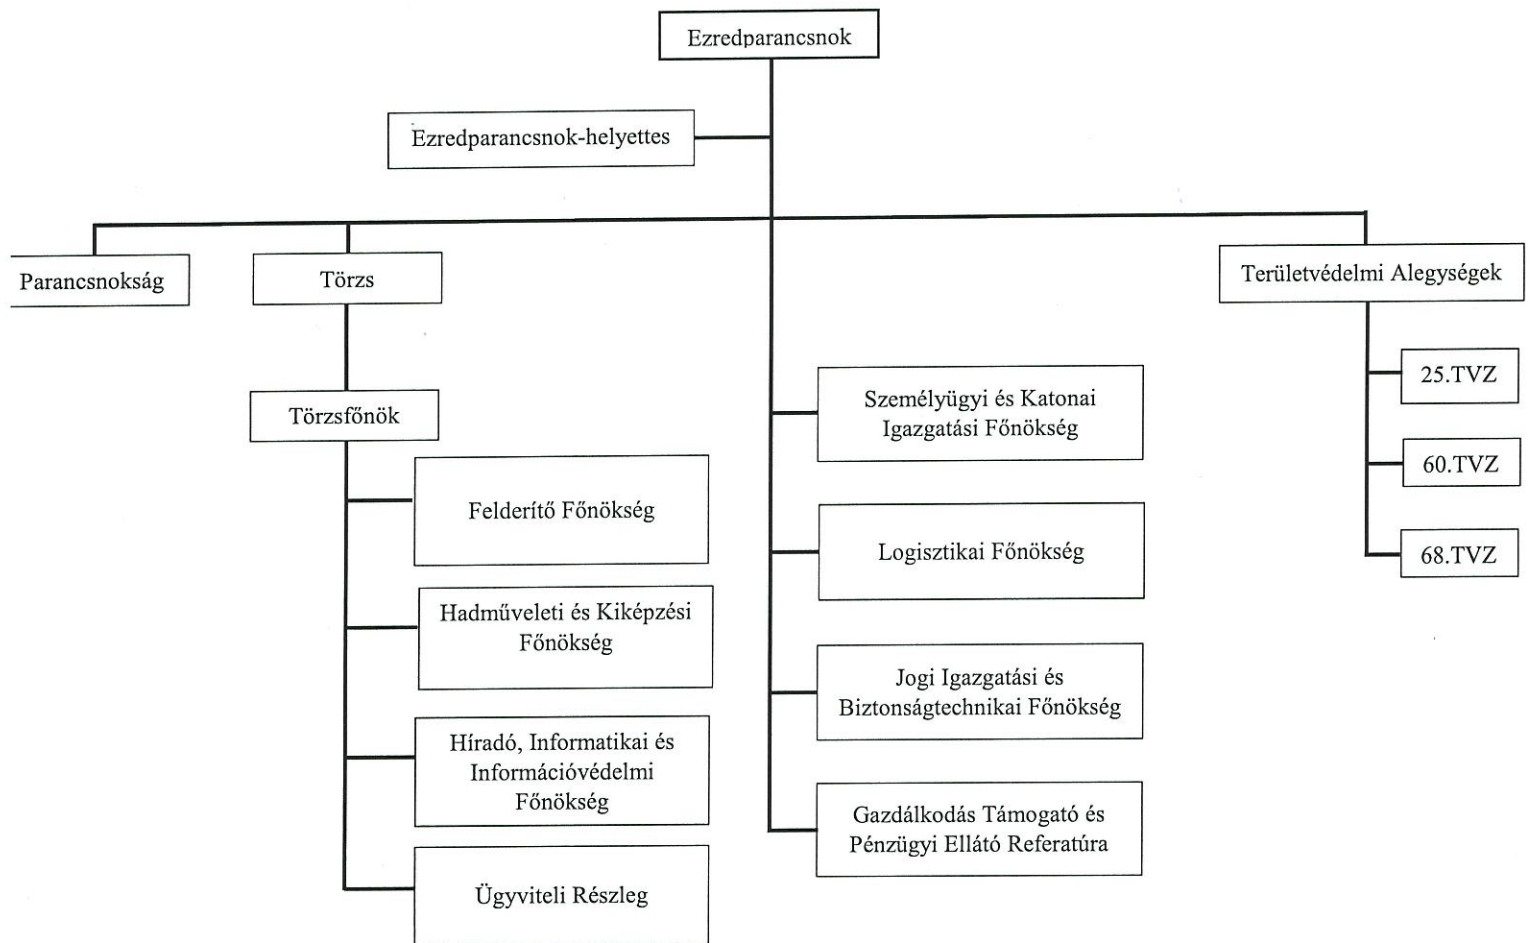 Ezredparancsnok
Ezredparancsnok-helyettes
Parancsnokság
Törzs
Területvédelmi Alegységek
Törzsfőnök
Felderítő Főnökség
Hadműveleti és Kiképzési
Főnökség
Híradó, Informatikai és
Információvédelmi
Főnökség
Ügyviteli Részleg
Személyügyi és Katonai
Igazgatási Főnökség
Logisztikai Főnökség
Jogi Igazgatási és
Biztonságtechnikai Főnökség
Gazdálkodás Támogató és
Pénzügyi Ellátó Referatúra
25.TVZ
60.TVZ
68.TVZ